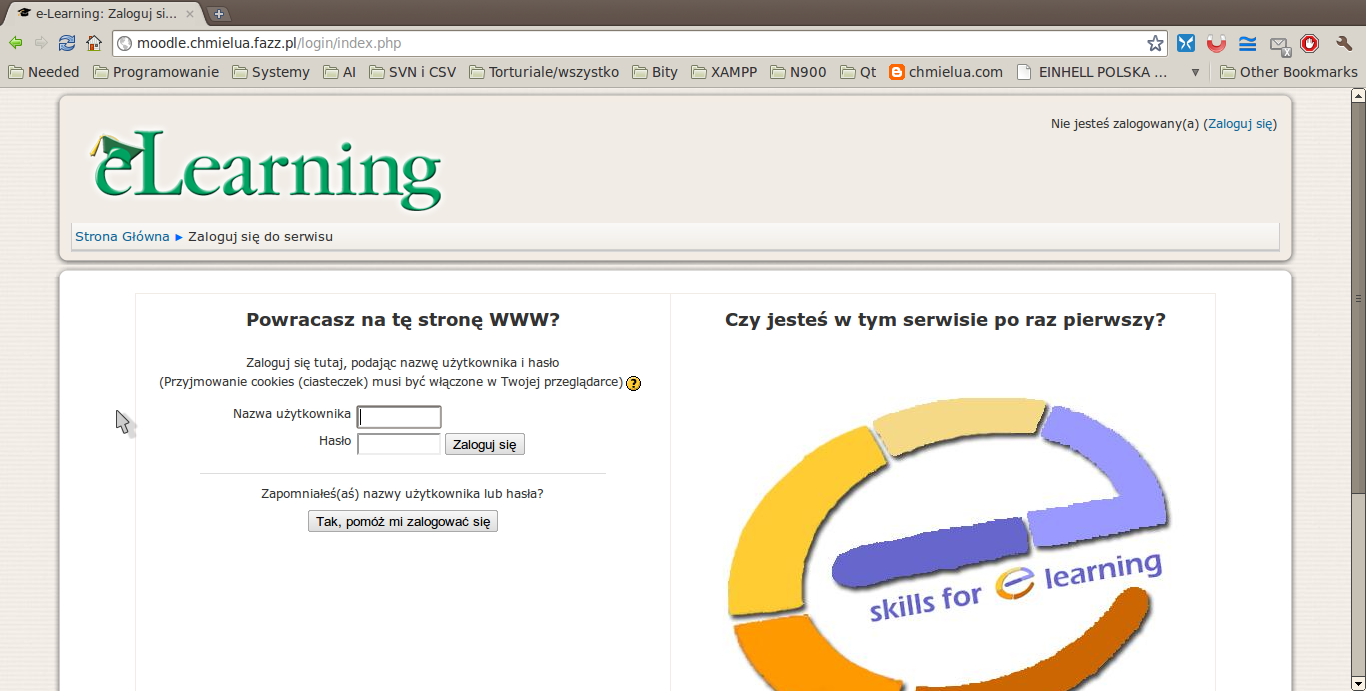 e-Learning: Zaloguj si...
moodle.chmielua.fazz.pl/login/index.php
Needed Programowanie Systemy AI SVN i CSV Torturiale/wszystko Bity XAMPP N900 Qt chmielua.com EINHELL POLSKA ... Other Bookmarks
Nie jesteś zalogowany(a) (Zaloguj się)
eLearning
Strona Główna ► Zaloguj się do serwisu
Powracasz na tę stronę WWW?
Zaloguj się tutaj, podając nazwę użytkownika i hasło
(Przyjmowanie cookies (ciasteczek) musi być włączone w Twojej przeglądarce) ?
Nazwa użytkownika
Hasło Zaloguj się
Zapomniałeś(aś) nazwy użytkownika lub hasła?
Tak, pomóż mi zalogować się
Czy jesteś w tym serwisie po raz pierwszy?
skills for e learning